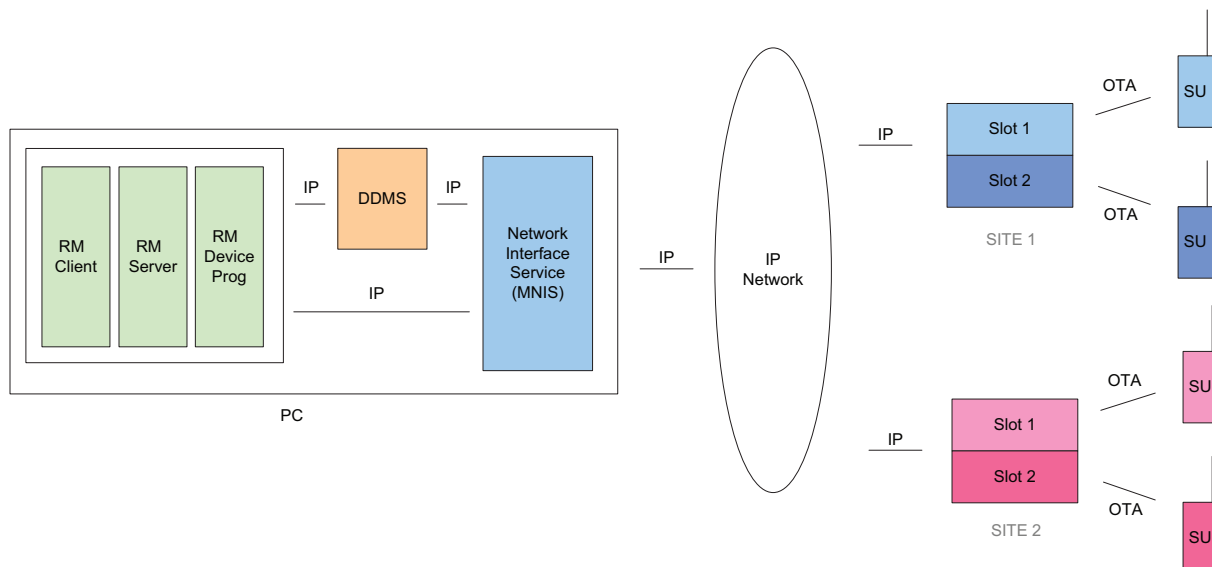 RM
Client
RM
Server
RM
Device
Prog
IP
DDMS
IP
IP
Network
Interface
Service
(MNIS)
PC
IP
IP
Network
IP
Slot 1
Slot 2
SITE 1
OTA
SU
OTA
SU
IP
Slot 1
Slot 2
SITE 2
OTA
SU
OTA
SU